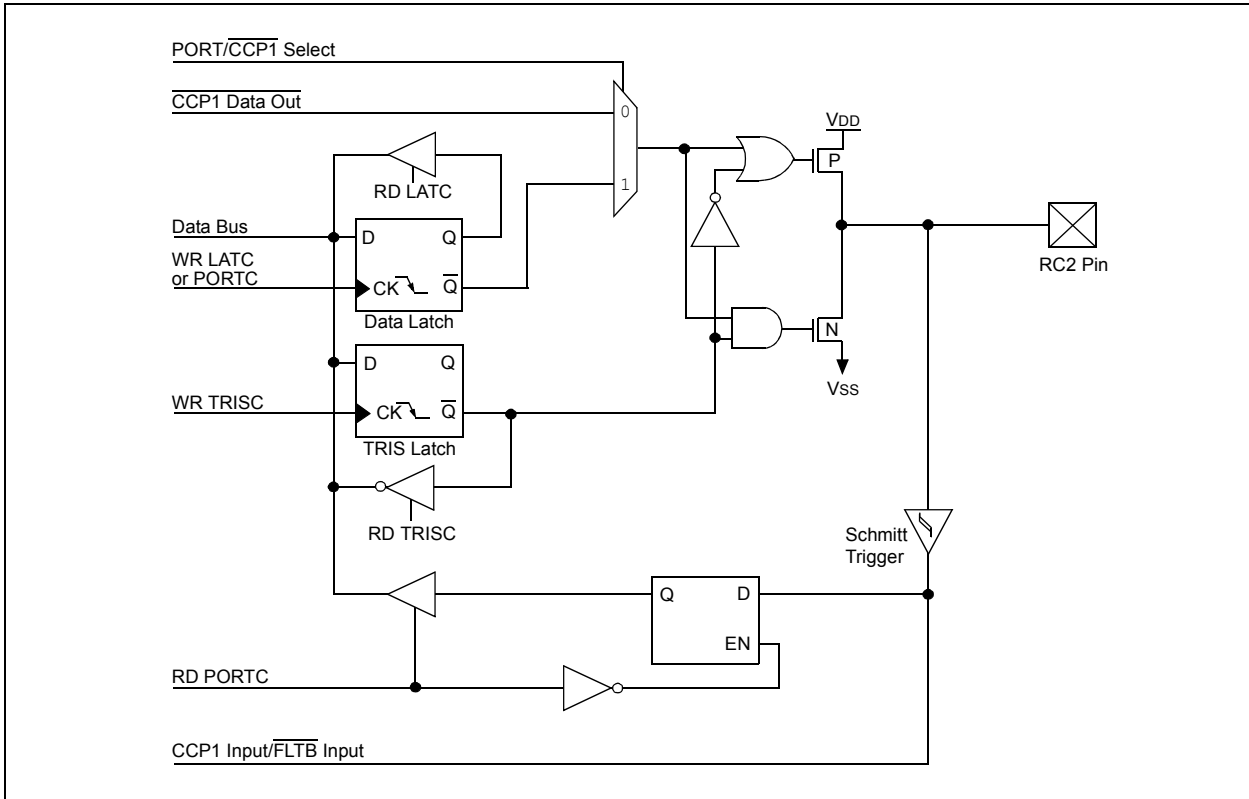 PORT/CCP1 Select
CCP1 Data Out
0
1
RD LATC
Data Bus
WR LATC
or PORTC
D
Q
CK
Q
Data Latch
D
Q
WR TRISC
CK
Q
TRIS Latch
RD TRISC
VDD
P
N
VSS
RC2 Pin
Schmitt
Trigger
Q
D
EN
RD PORTC
CCP1 Input/FLTB Input